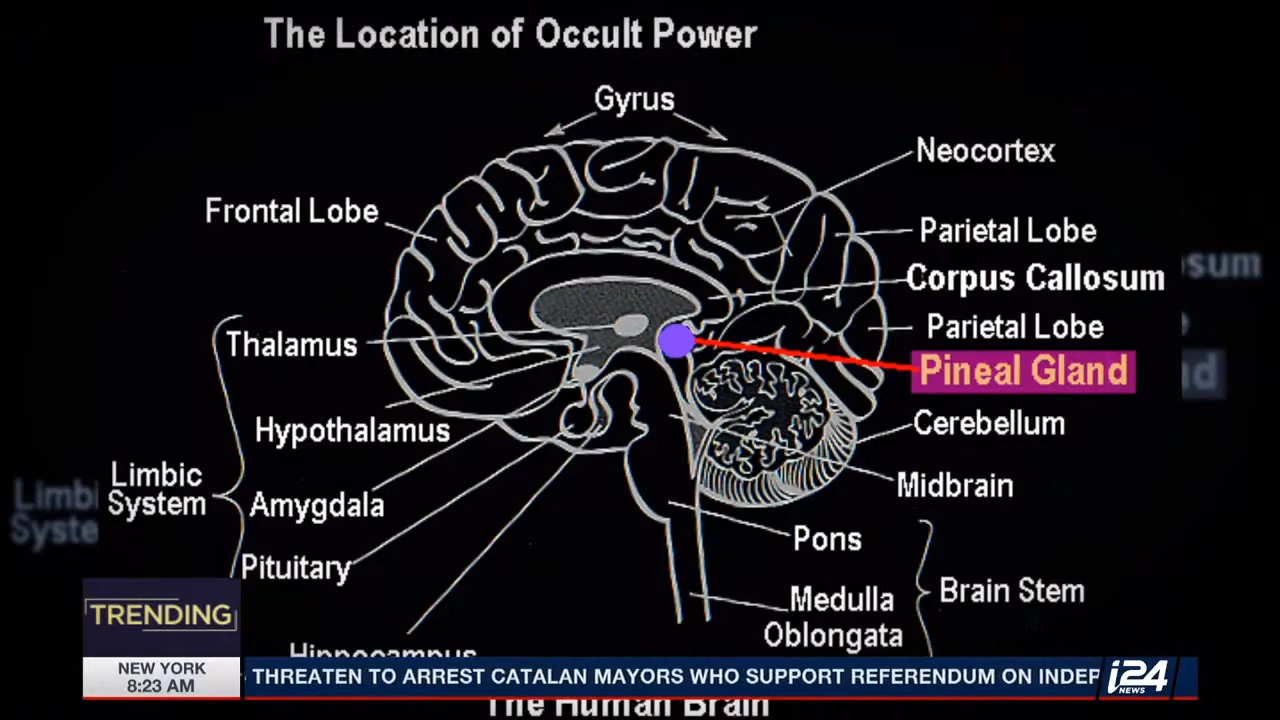 The Location of Occult Power
Gyrus
Neocortex
Frontal Lobe
Parietal Lobe
Corpus Callosum
Parietal Lobe
Thalamus
Pineal Gland
Hypothalamus
Cerebellum
Limbic
System
Amygdala
Midbrain
Pituitary
Pons
Brain Stem
Medulla
Oblongata
Hippocampus
The Human Brain
TRENDING
NEW YORK
8:23 AM
THREATEN TO ARREST CATALAN MAYORS WHO SUPPORT REFERENDUM ON INDEP
i24
NEWS